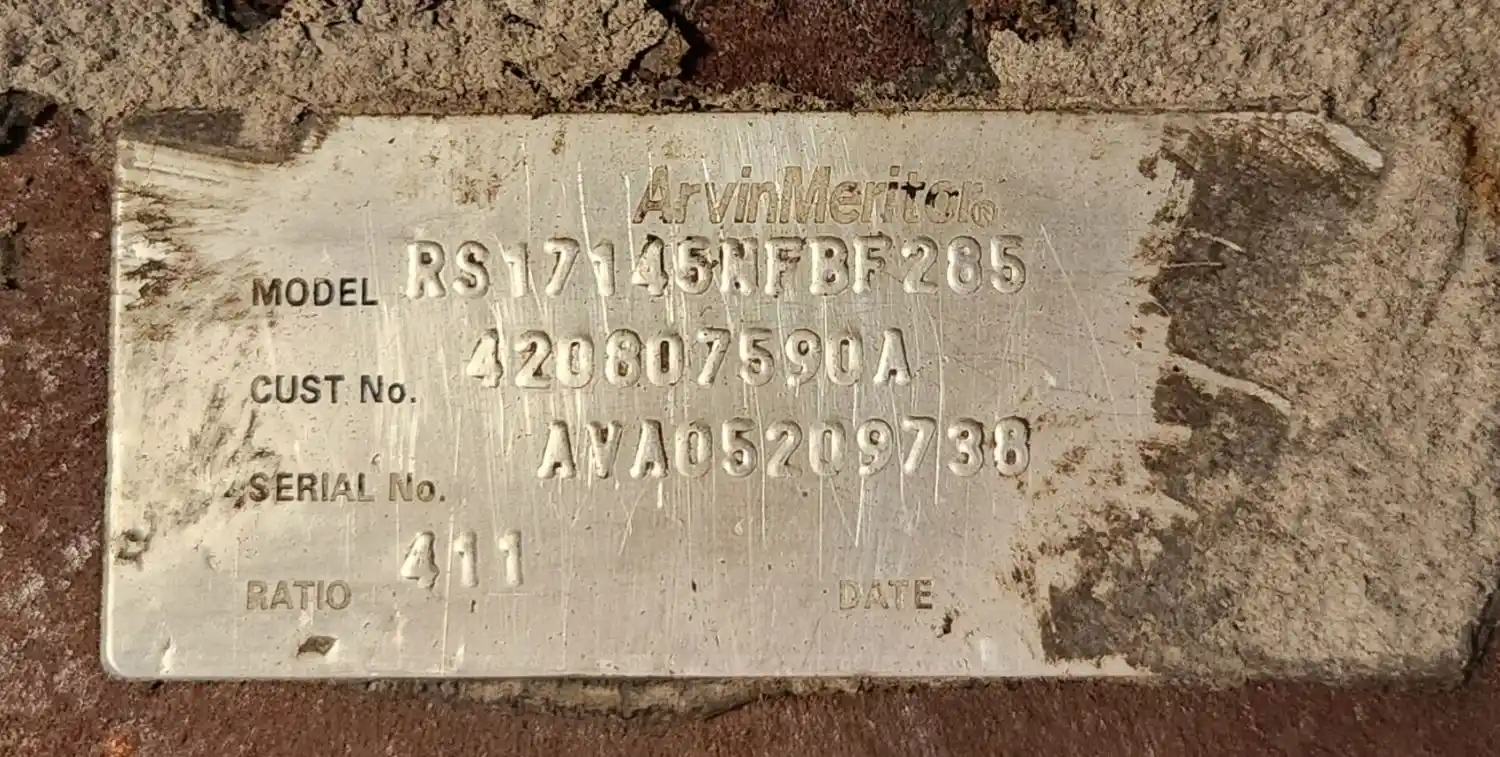 ArvinMeritor®
MODEL RS17145NFBF285
CUST No. 420807590A
SERIAL No. AVA05209738
RATIO 411 DATE